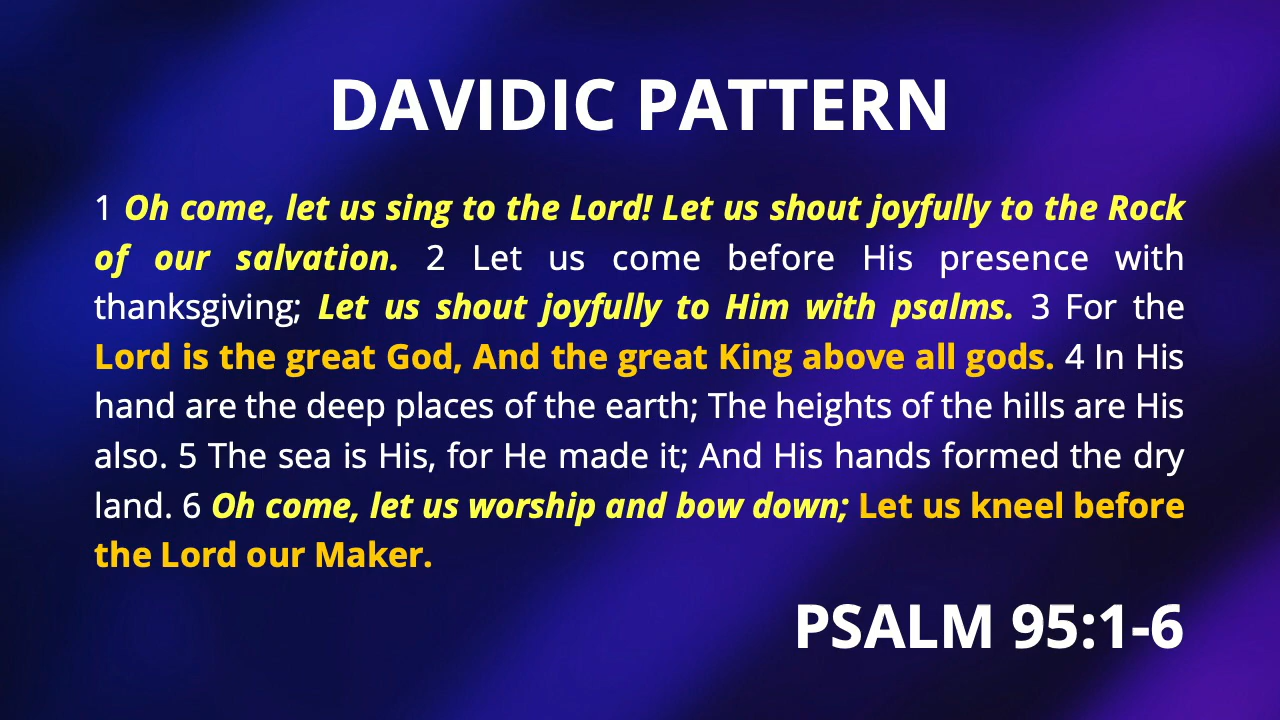 DAVIDIC PATTERN
1 Oh come, let us sing to the Lord! Let us shout joyfully to the Rock
of our salvation. 2 Let us come before His presence with
thanksgiving; Let us shout joyfully to Him with psalms. 3 For the
Lord is the great God, And the great King above all gods. 4 In His
hand are the deep places of the earth; The heights of the hills are His
also. 5 The sea is His, for He made it; And His hands formed the dry
land. 6 Oh come, let us worship and bow down; Let us kneel before
the Lord our Maker.
PSALM 95:1-6